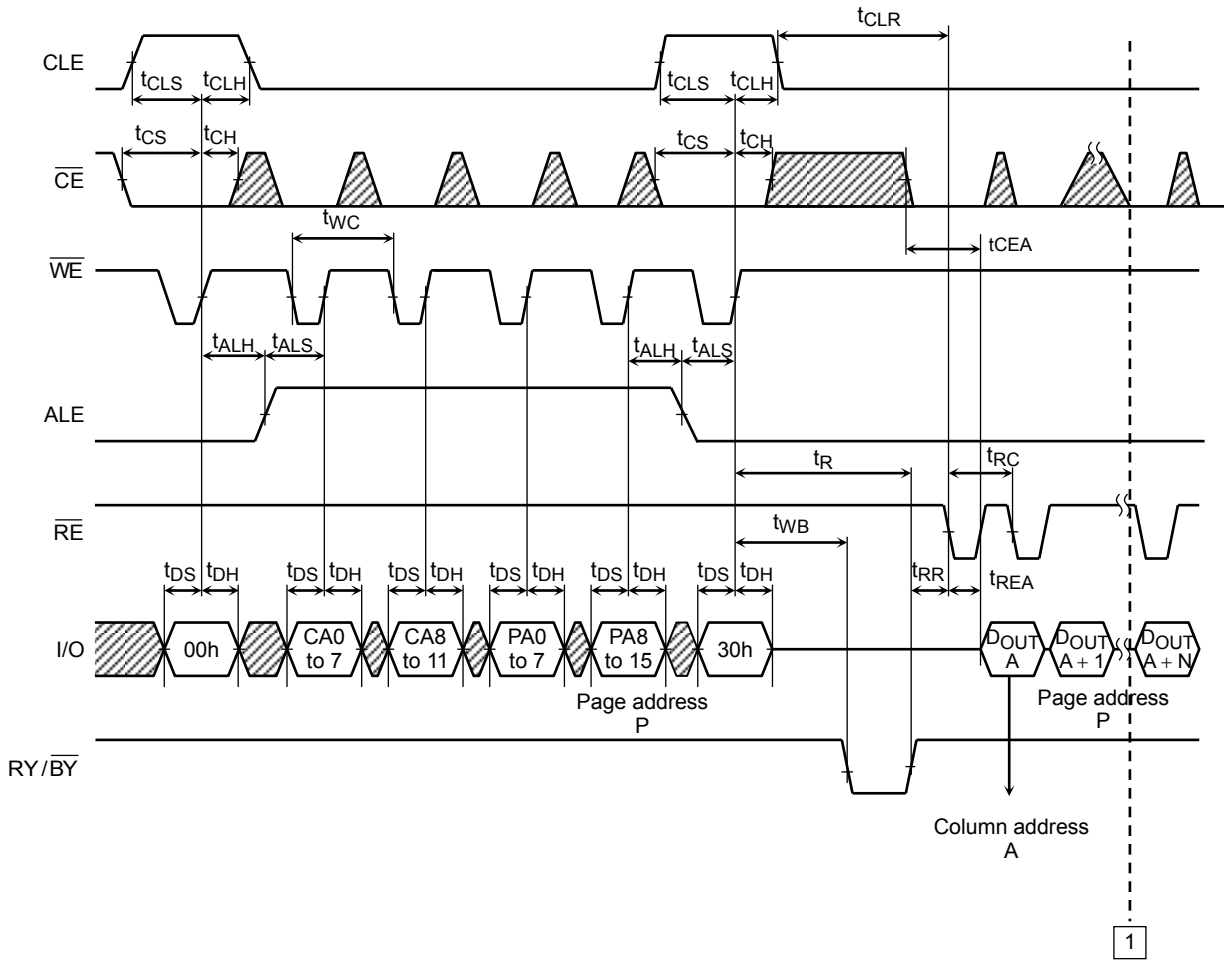 tCLR
CLE
tCLS tCLH tCLS tCLH
tCS tCH tCS tCH
CE
tWC
tCEA
WE
tALH tALS tALH tALS
ALE
tR tRC
RE
tWB
tDS tDH tDS tDH tDS tDH tDS tDH tDS tDH tDS tDH tRR tREA
I/O
00h
CA0
to 7
CA8
to 11
PA0
to 7
PA8
to 15
30h
DOUT
A
DOUT
A + 1
DOUT
A + N
Page address
P
Page address
P
RY/BY
Column address
A
1